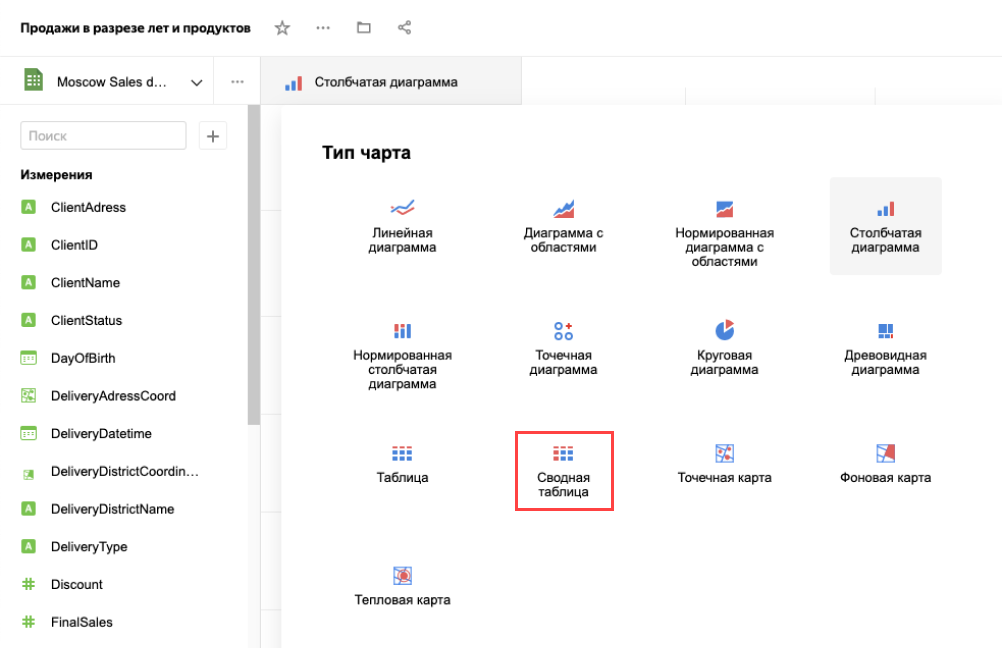 Продажи в разрезе лет и продуктов
Moscow Sales d...
Столбчатая диаграмма
Поиск
Измерения
ClientAdress
ClientID
ClientName
ClientStatus
DayOfBirth
DeliveryAdressCoord
DeliveryDatetime
DeliveryDistrictCoordin...
DeliveryDistrictName
DeliveryType
Discount
FinalSales
Тип чарта
Линейная
диаграмма
Диаграмма с
областями
Нормированная
диаграмма с
областями
Столбчатая
диаграмма
Нормированная
столбчатая
диаграмма
Точечная
диаграмма
Круговая
диаграмма
Древовидная
диаграмма
Таблица
Сводная
таблица
Точечная карта
Фоновая карта
Тепловая карта